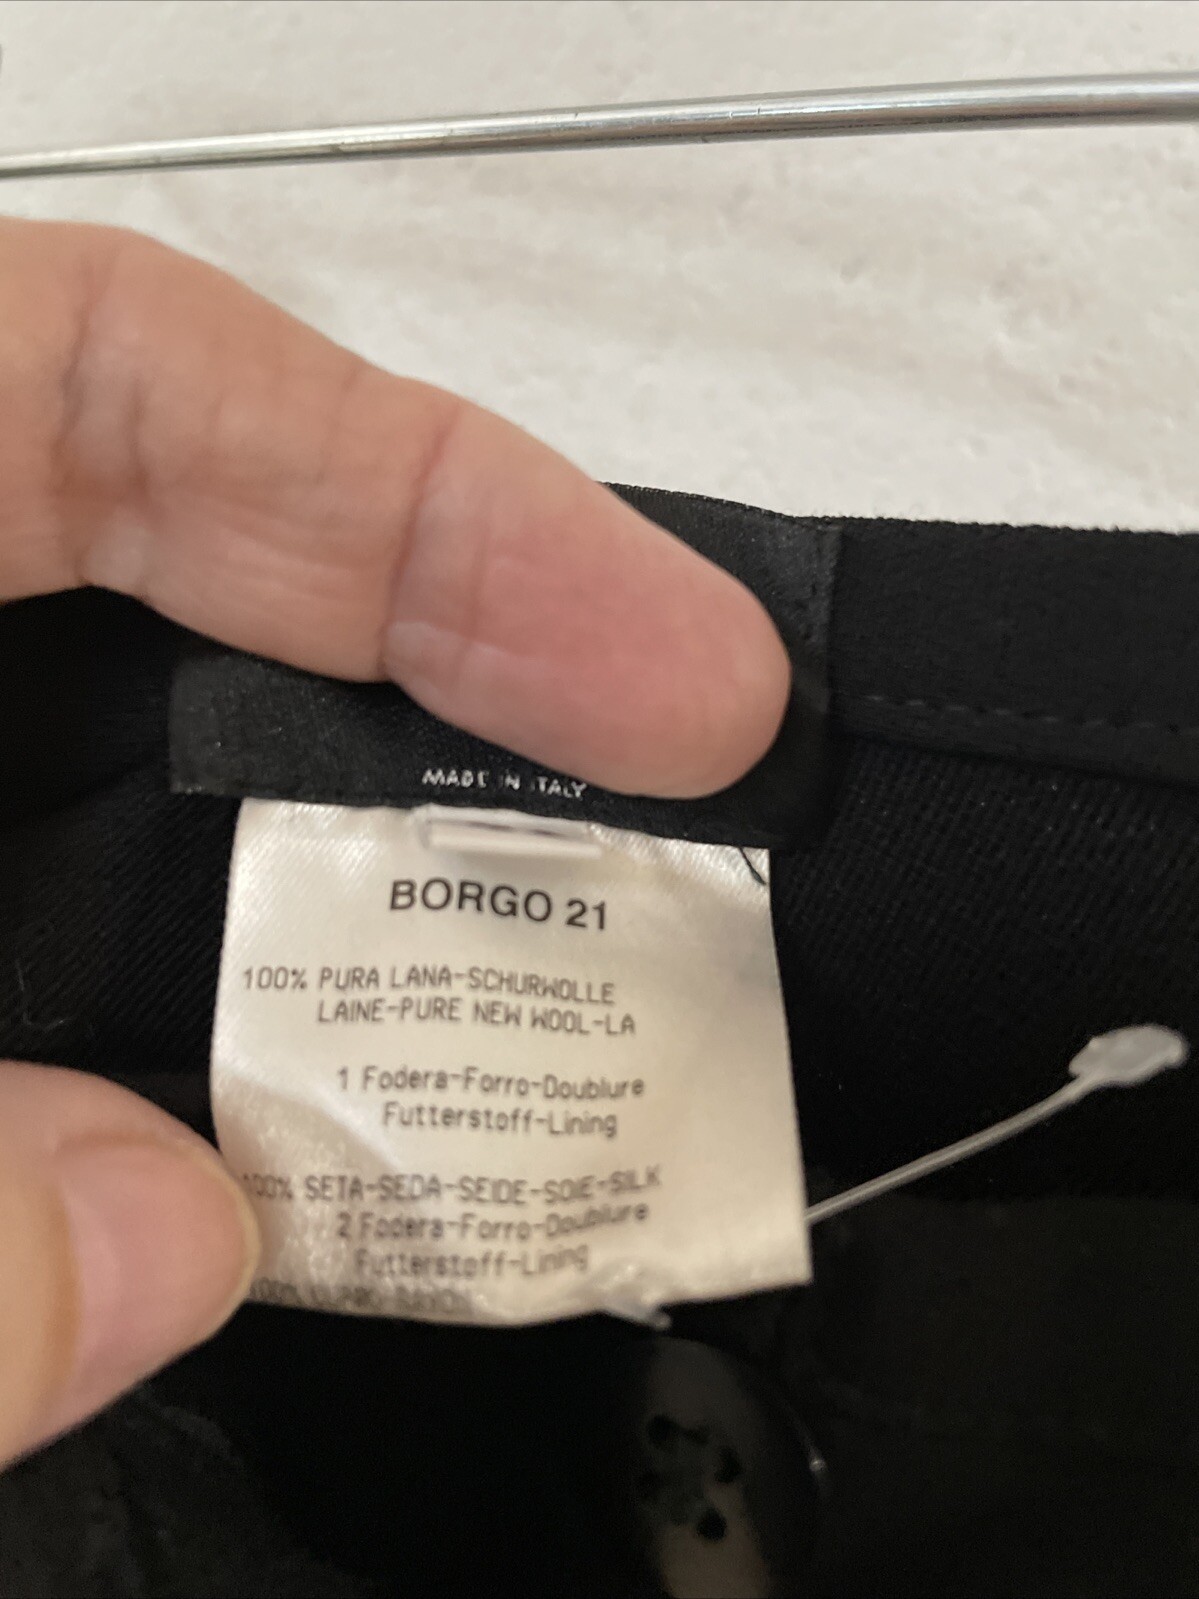 MADE IN ITALY
BORGO 21
100% PURA LANA-SCHURWOLLE
LAINE-PURE NEW WOOL-LA
1 Fodera-Forro-Doublure
Futterstoff-Lining
100% SETA-SEDA-SEIDE-SOIE-SILK
2 Fodera-Forro-Doublure
Futterstoff-Lining